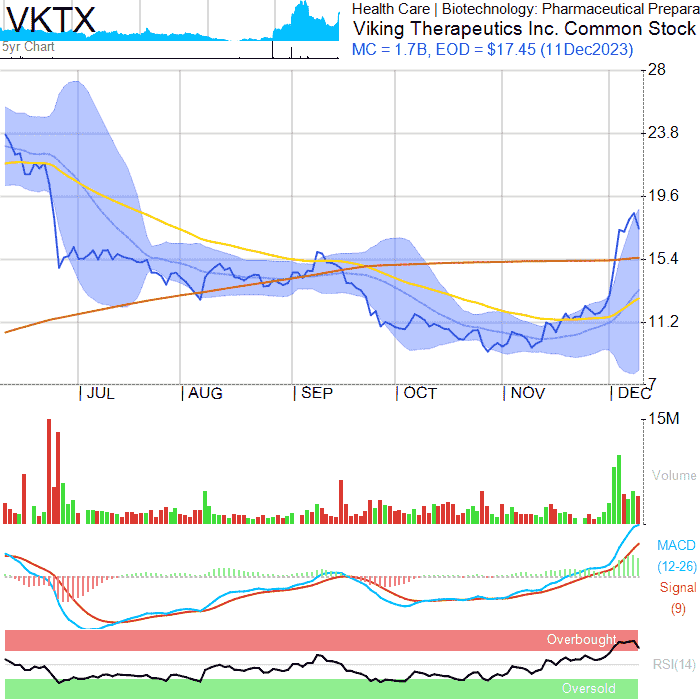 VKTX
5yr Chart
Health Care | Biotechnology: Pharmaceutical Prepara
Viking Therapeutics Inc. Common Stock
MC = 1.7B, EOD = $17.45 (11Dec2023)
28
23.8
19.6
15.4
11.2
7
| JUL | AUG | SEP | OCT | NOV | DEC
15M
Volume
MACD
(12-26)
Signal
(9)
Overbought
RSI(14)
Oversold